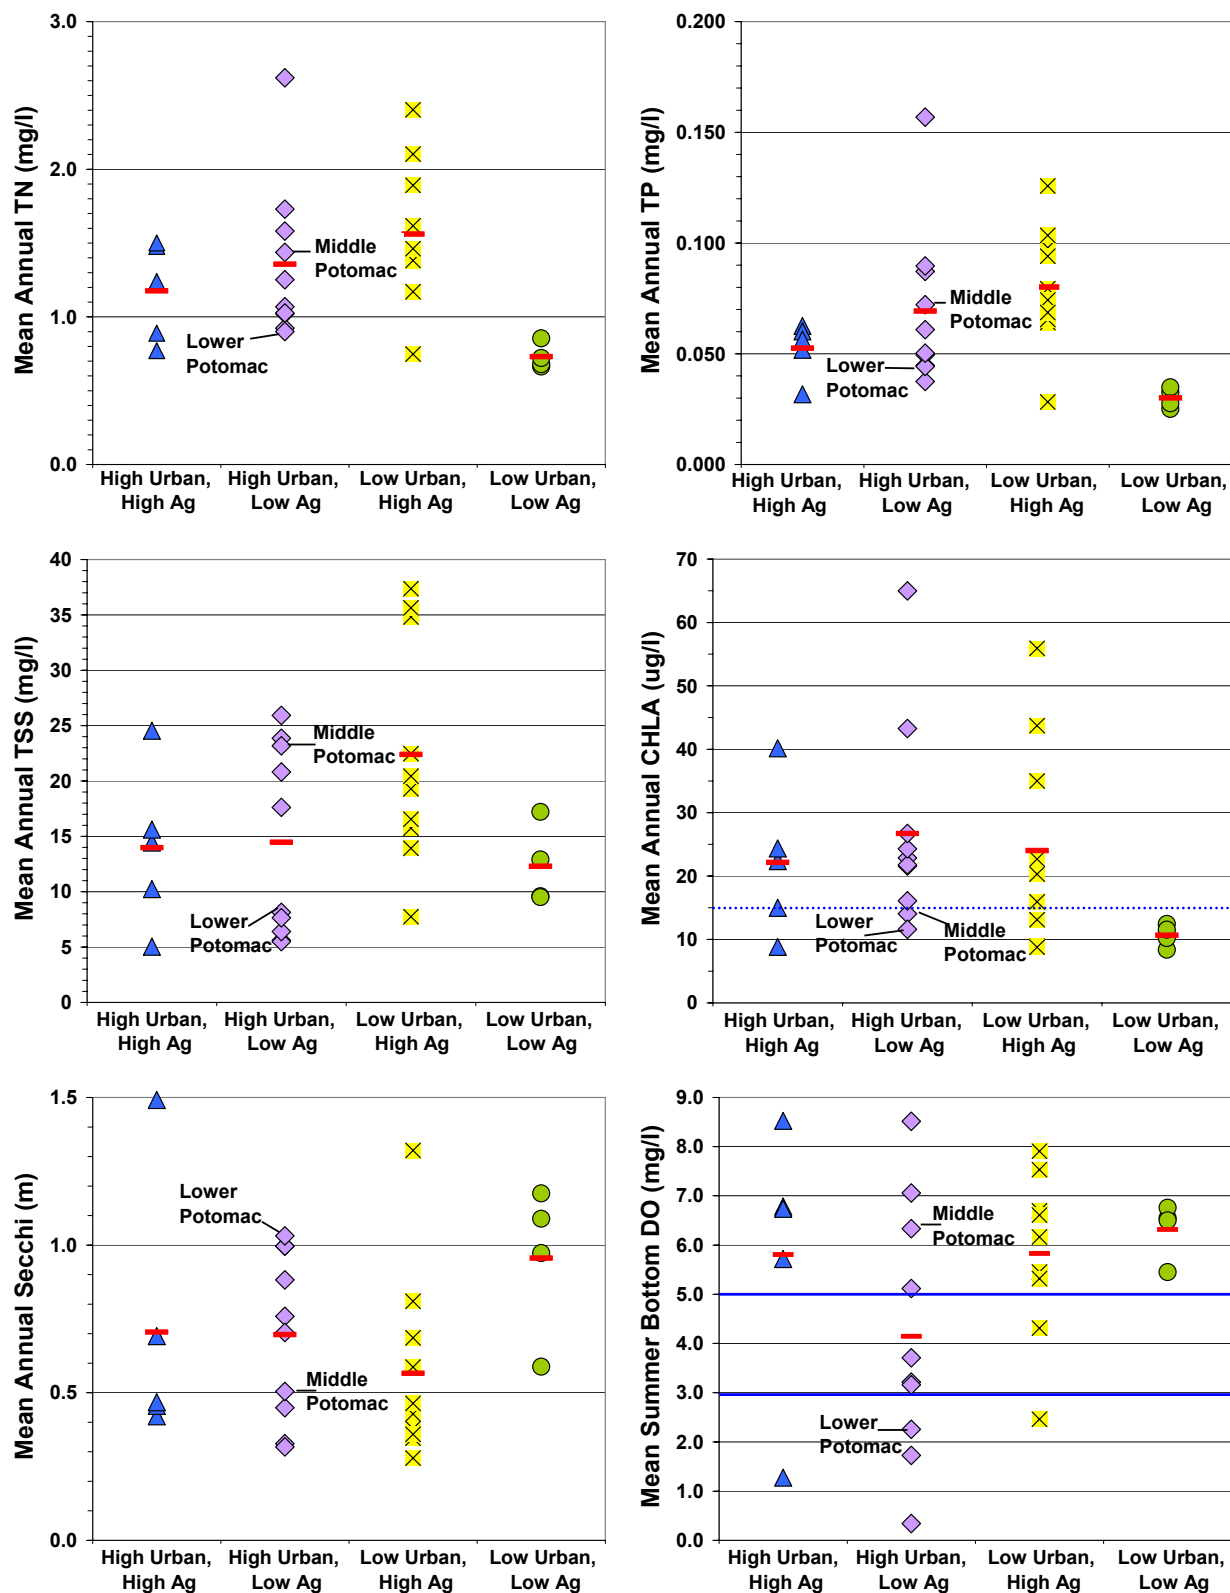 Mean Annual TN (mg/l)
3.0
2.0
1.0
0.0
Middle
Potomac
Lower
Potomac
High Urban,
High Ag
High Urban,
Low Ag
Low Urban,
High Ag
Low Urban,
Low Ag
Mean Annual TP (mg/l)
0.200
0.150
0.100
0.050
0.000
Middle
Potomac
Lower
Potomac
High Urban,
High Ag
High Urban,
Low Ag
Low Urban,
High Ag
Low Urban,
Low Ag
Mean Annual TSS (mg/l)
40
35
30
25
20
15
10
5
0
Middle
Potomac
Lower
Potomac
High Urban,
High Ag
High Urban,
Low Ag
Low Urban,
High Ag
Low Urban,
Low Ag
Mean Annual CHLA (ug/l)
70
60
50
40
30
20
10
0
Lower
Potomac
Middle
Potomac
High Urban,
High Ag
High Urban,
Low Ag
Low Urban,
High Ag
Low Urban,
Low Ag
Mean Annual Secchi (m)
1.5
1.0
0.5
0.0
Lower
Potomac
Middle
Potomac
High Urban,
High Ag
High Urban,
Low Ag
Low Urban,
High Ag
Low Urban,
Low Ag
Mean Summer Bottom DO (mg/l)
9.0
8.0
7.0
6.0
5.0
4.0
3.0
2.0
1.0
0.0
Middle
Potomac
Lower
Potomac
High Urban,
High Ag
High Urban,
Low Ag
Low Urban,
High Ag
Low Urban,
Low Ag